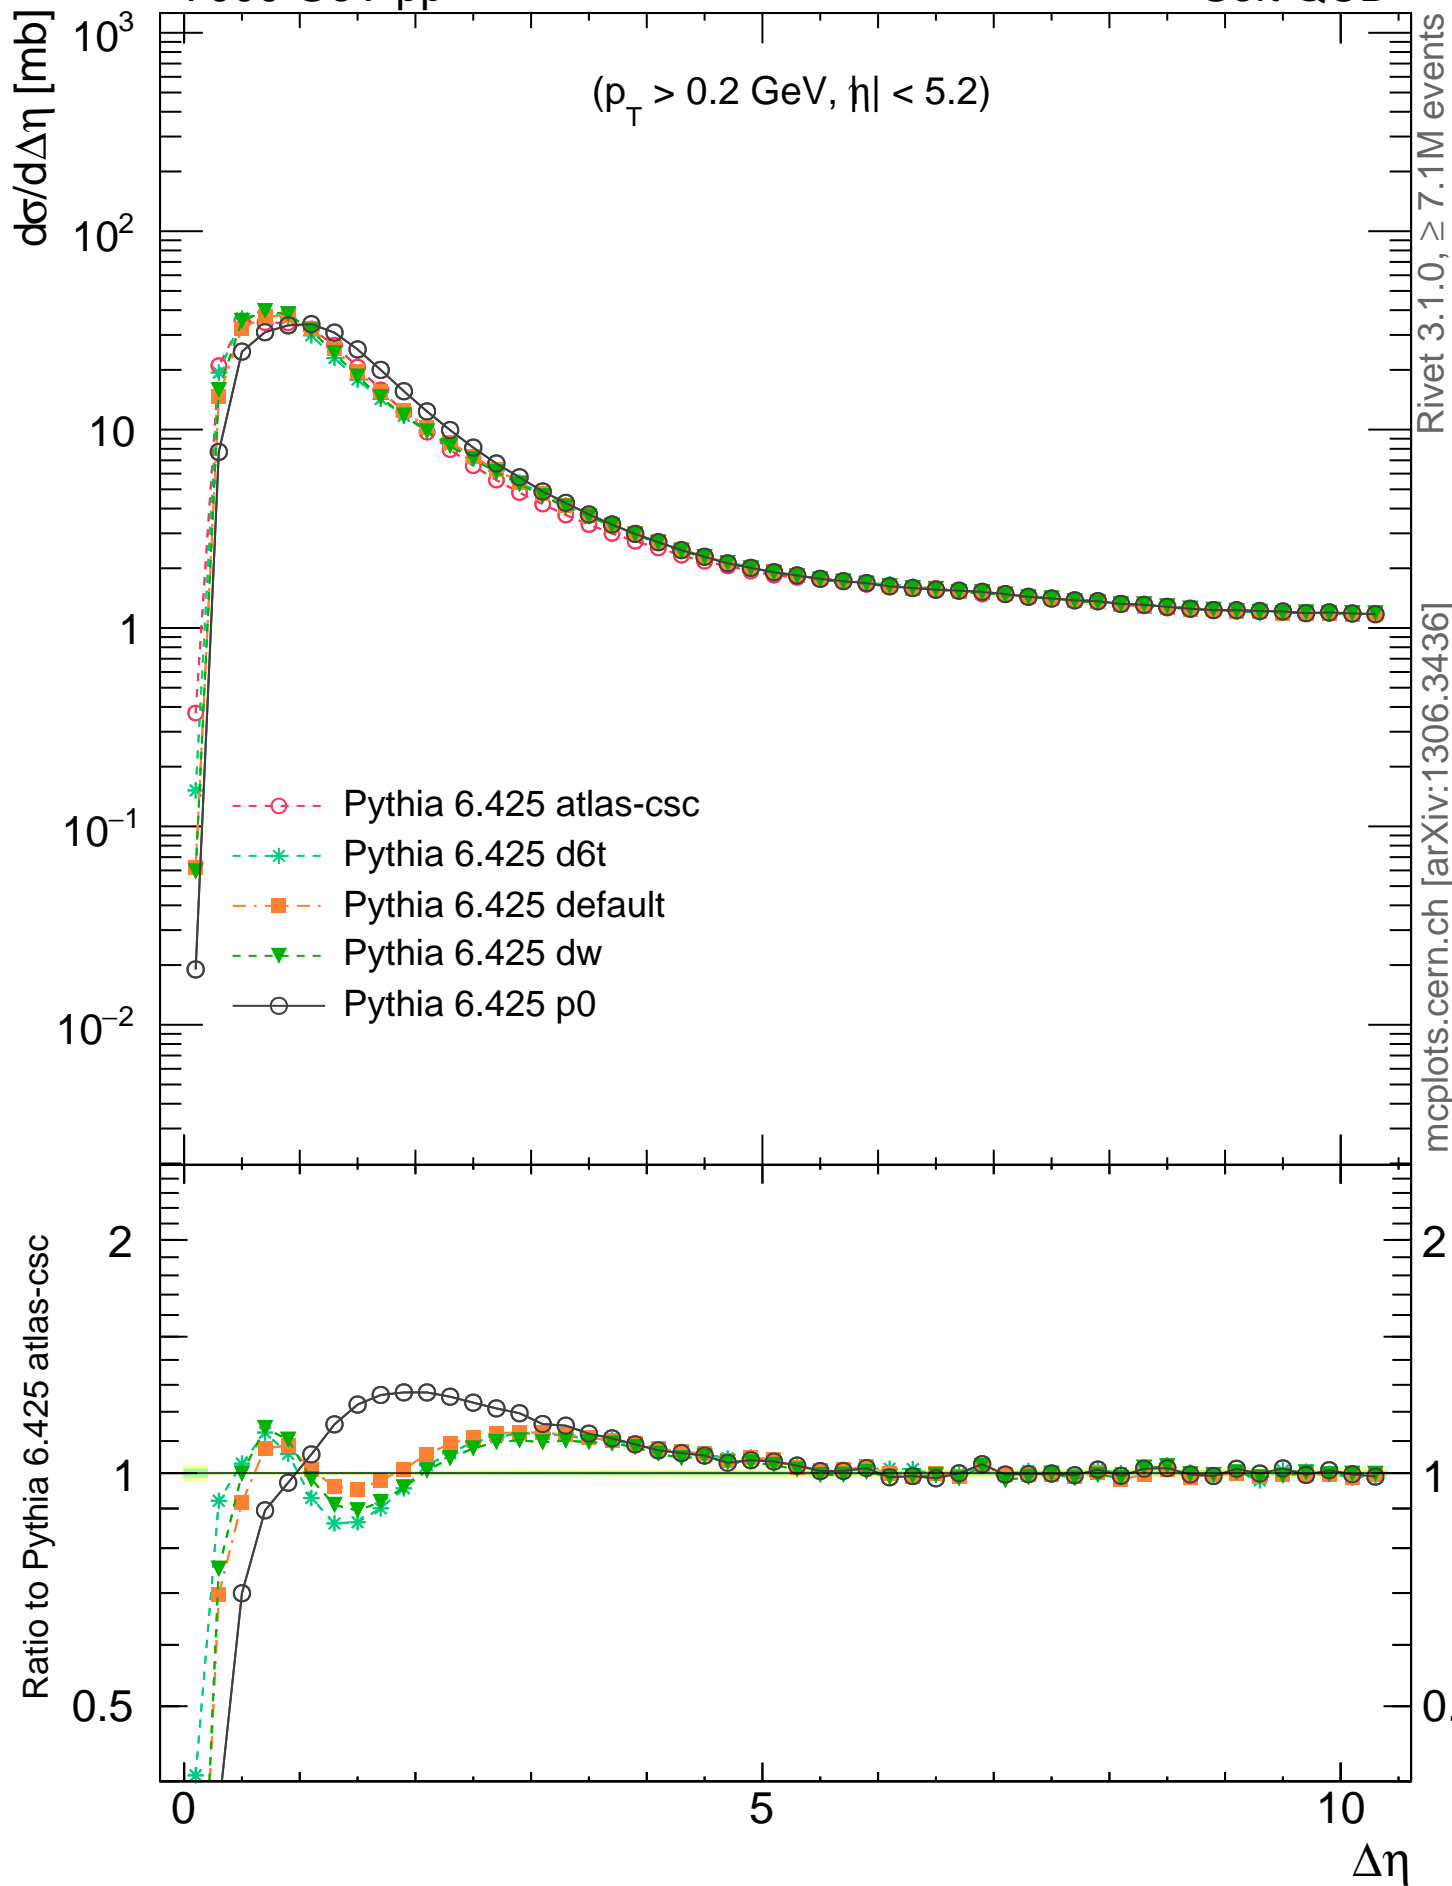 dσ/dΔη [mb]
(p_T > 0.2 GeV, |η| < 5.2)
10³
10²
10
1
10⁻¹
10⁻²
Pythia 6.425 atlas-csc
Pythia 6.425 d6t
Pythia 6.425 default
Pythia 6.425 dw
Pythia 6.425 p0
Rivet 3.1.0, ≥ 7.1M events
mcplots.cern.ch [arXiv:1306.3436]
Ratio to Pythia 6.425 atlas-csc
2
1
0.5
2
1
0.
0
5
10
Δη